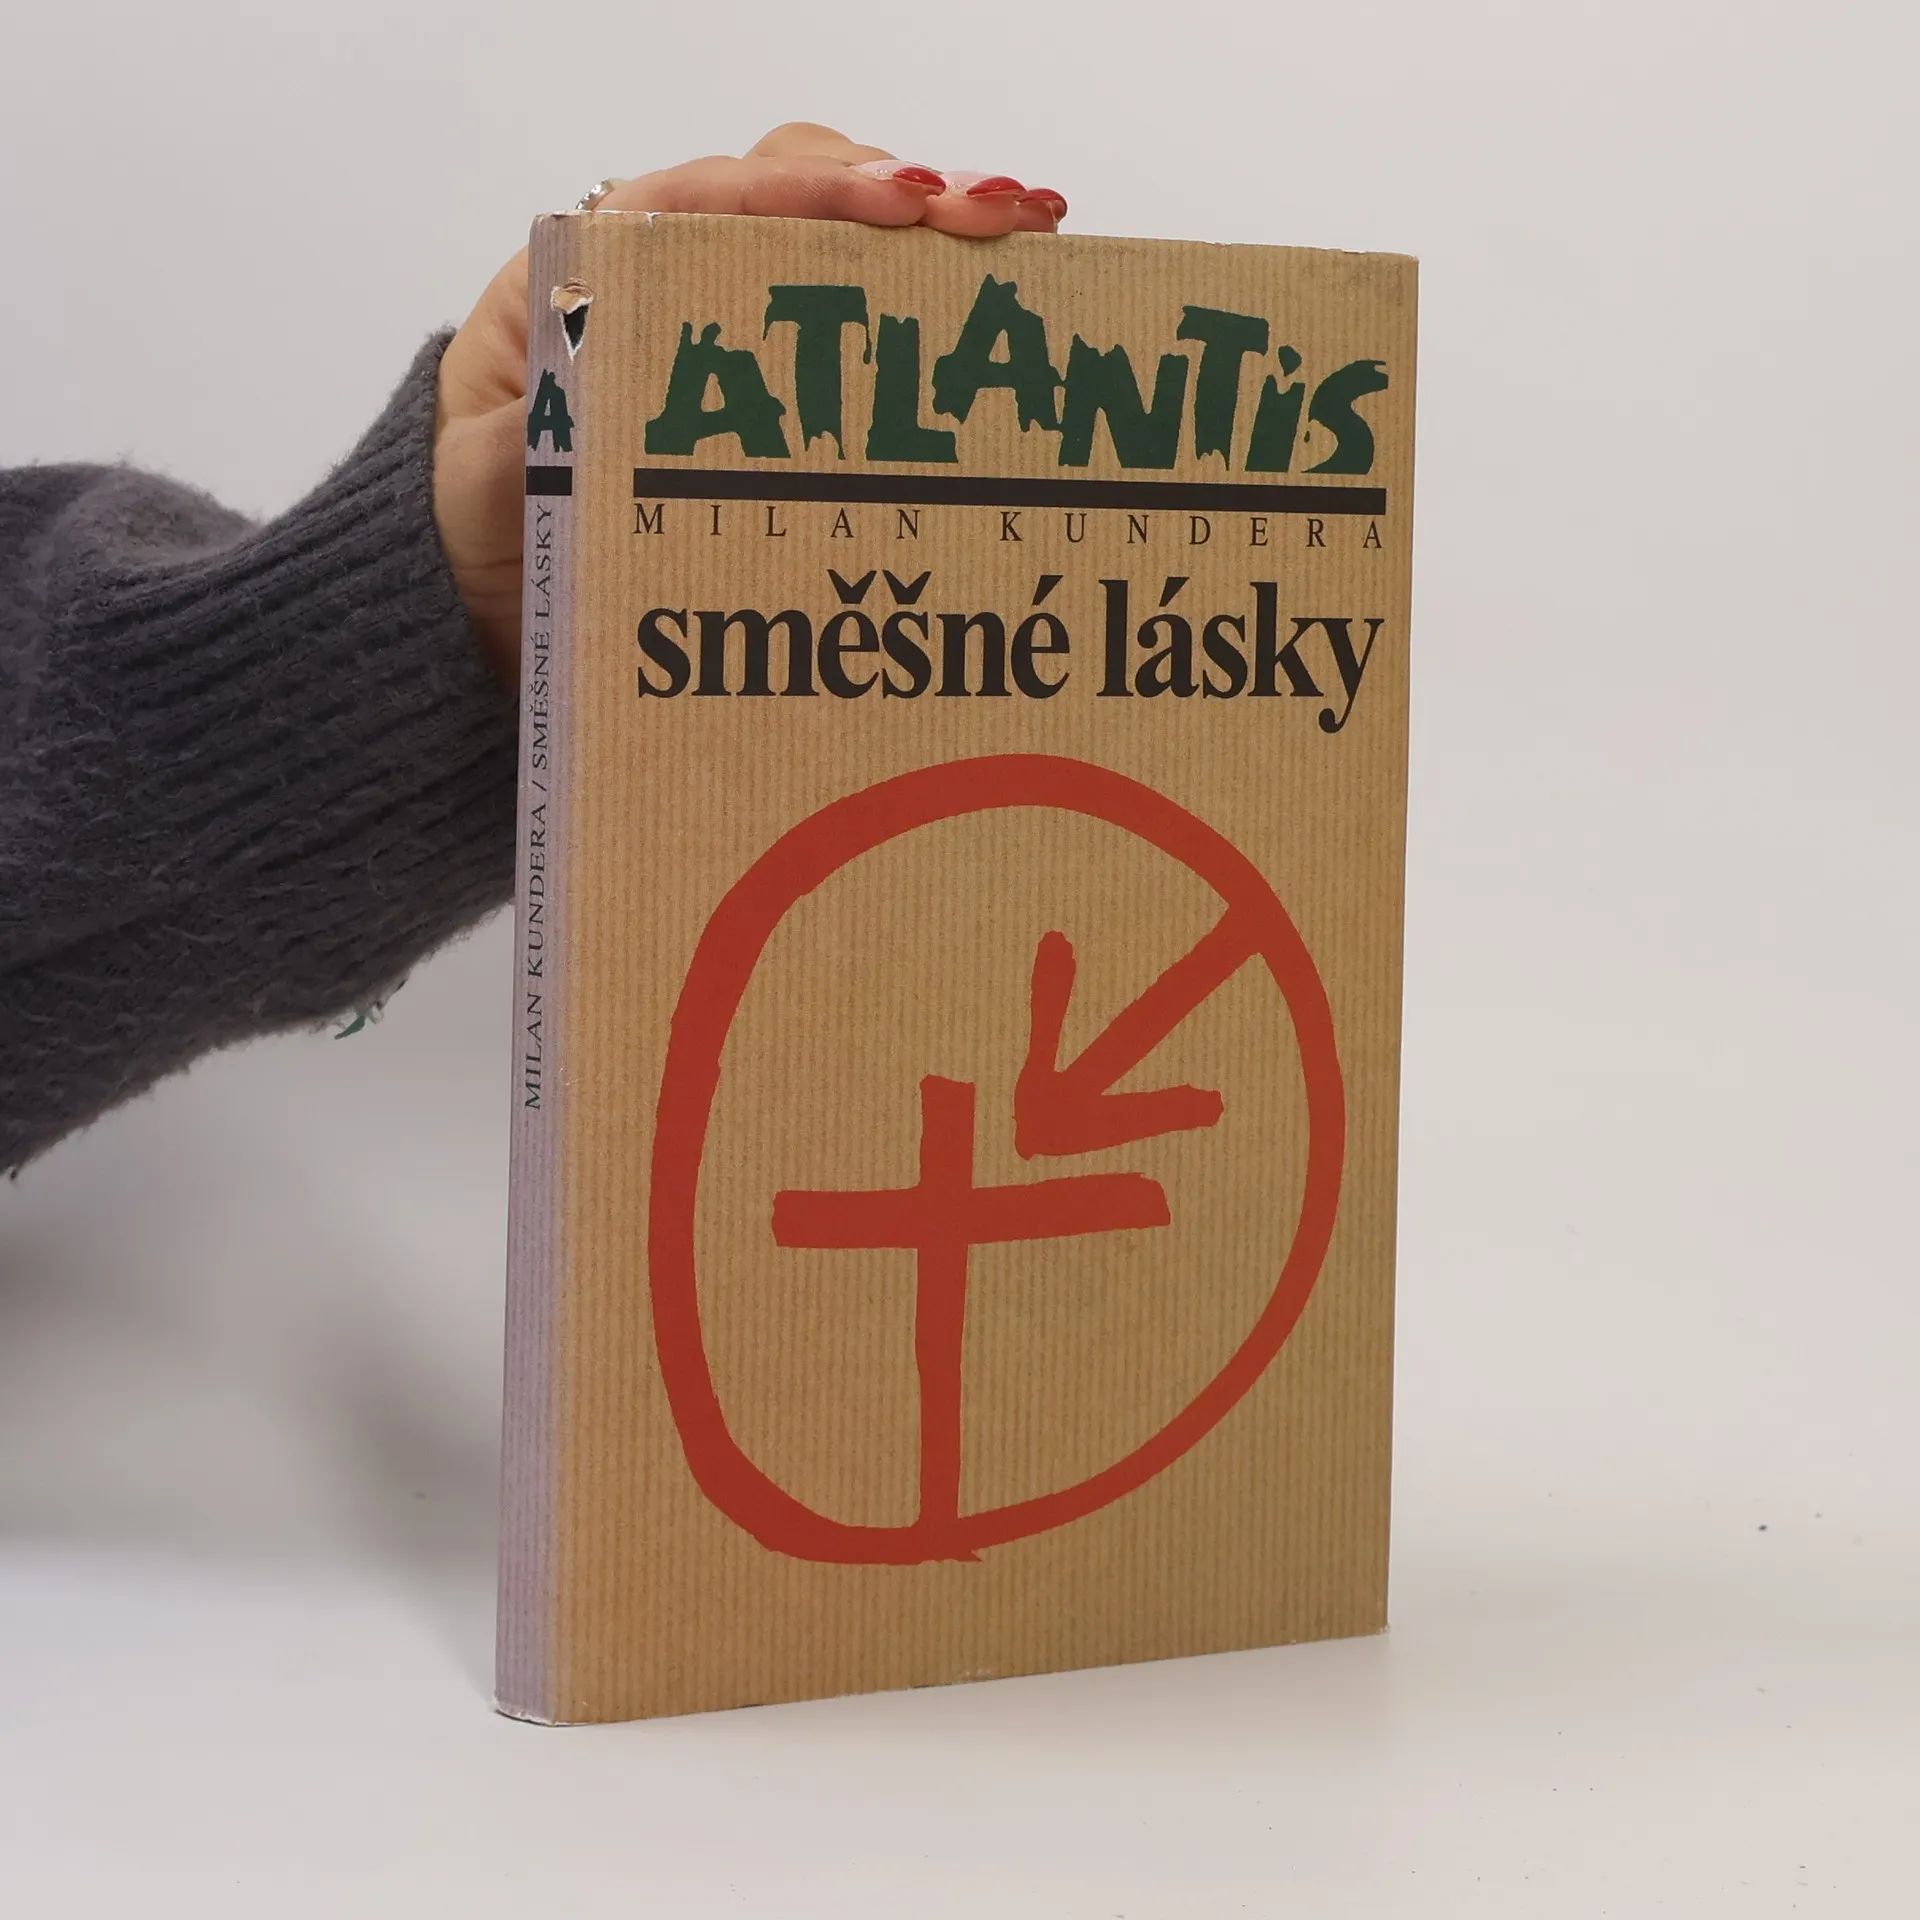 ATLANTiS
MILAN KUNDERA
směšné lásky
A
MILAN KUNDERA / SMĚŠNÉ LÁSKY